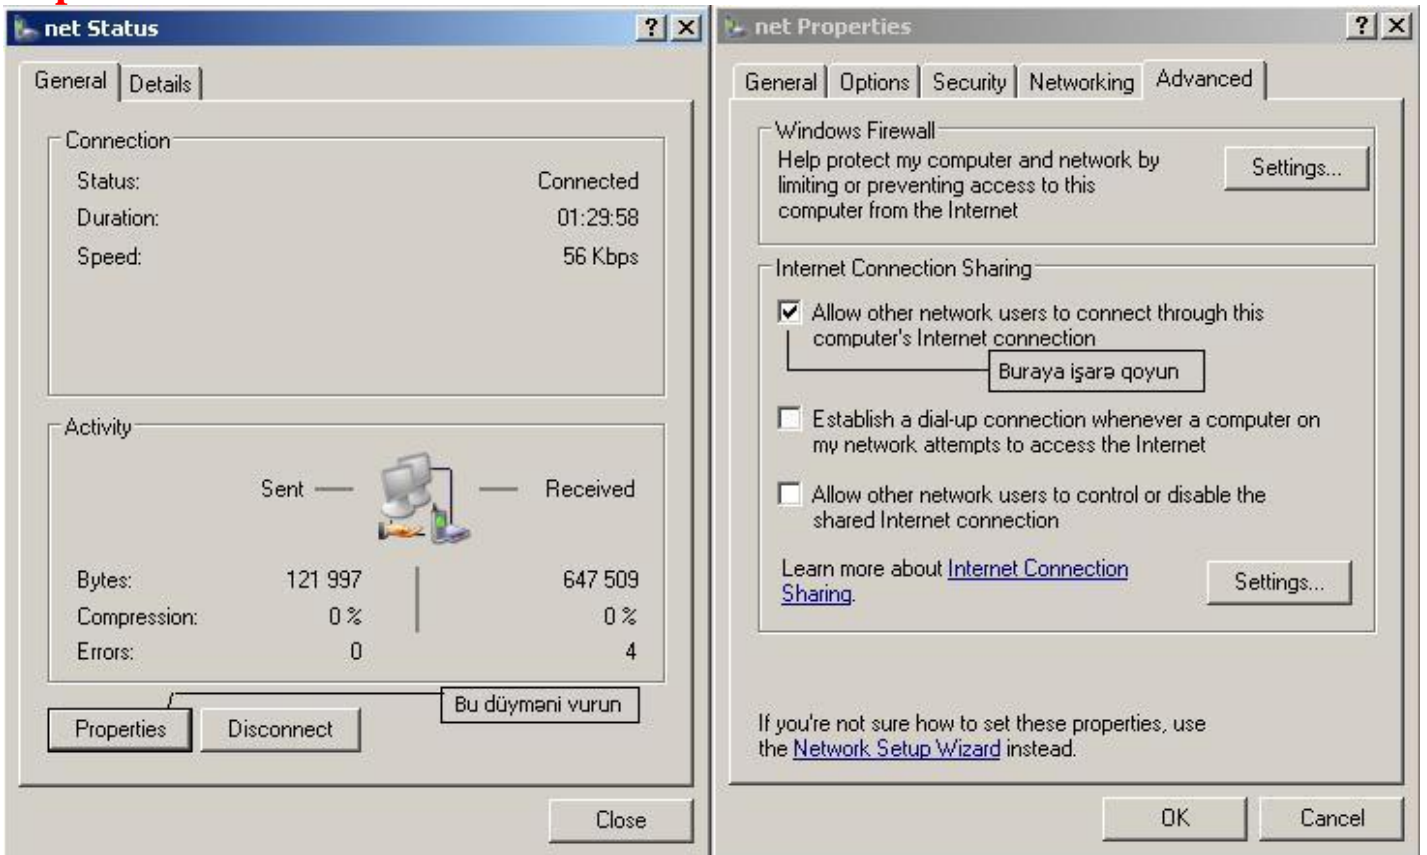 net Status
General Details
Connection
Status: Connected
Duration: 01:29:58
Speed: 56 Kbps
Activity
Sent Received
Bytes: 121 997 647 509
Compression: 0 % 0 %
Errors: 0 4
Bu düyməni vurun
Properties Disconnect
Close
net Properties
General Options Security Networking Advanced
Windows Firewall
Help protect my computer and network by
limiting or preventing access to this
computer from the Internet
Settings...
Internet Connection Sharing
Allow other network users to connect through this
computer's Internet connection
Buraya işarə qoyun
Establish a dial-up connection whenever a computer on
my network attempts to access the Internet
Allow other network users to control or disable the
shared Internet connection
Learn more about Internet Connection
Sharing.
Settings...
If you're not sure how to set these properties, use
the Network Setup Wizard instead.
OK Cancel